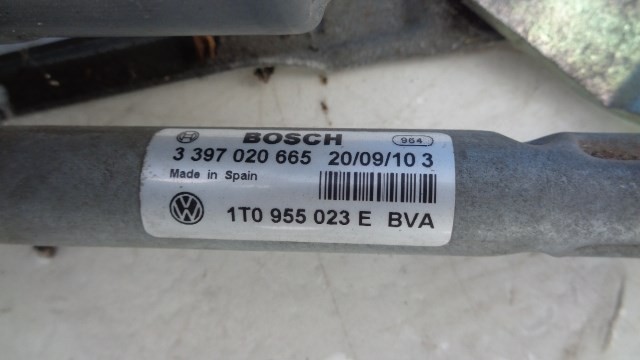 BOSCH 964
3 397 020 665 20/09/10 3
Made in Spain
1T0 955 023 E BVA